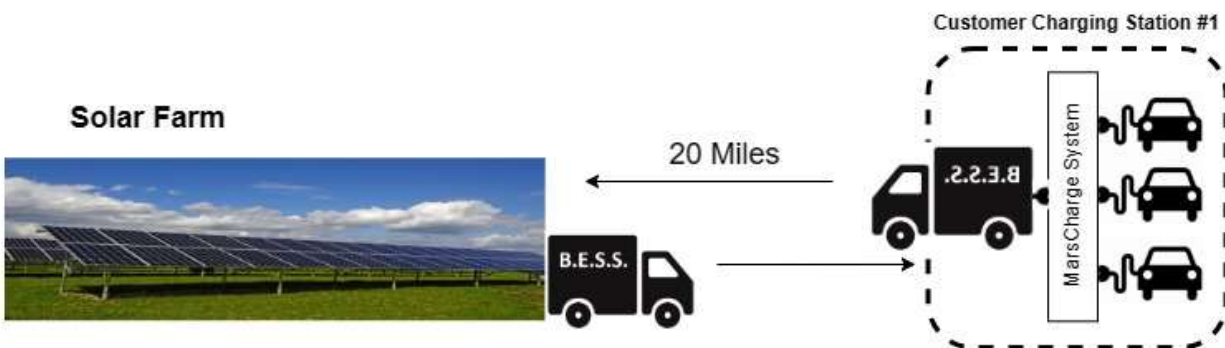 Customer Charging Station #1
Solar Farm
20 Miles
B.E.S.S.
MarsCharge System
B.E.S.S.